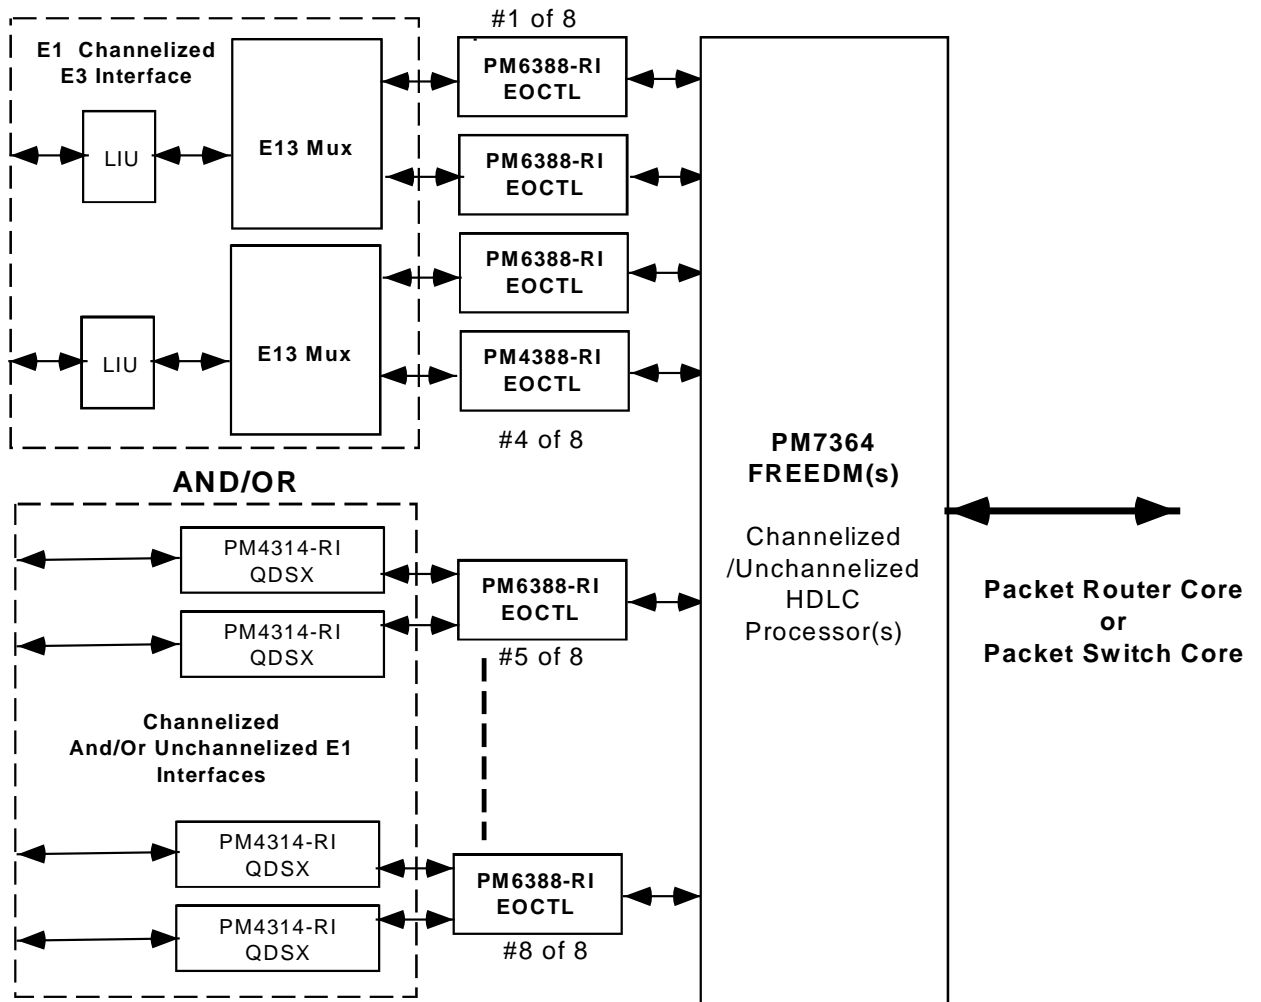 #1 of 8
E1 Channelized
E3 Interface
LIU
E13 Mux
PM6388-RI
EOCTL
PM6388-RI
EOCTL
LIU
E13 Mux
PM6388-RI
EOCTL
PM4388-RI
EOCTL
#4 of 8
AND/OR
PM4314-RI
QDSX
PM4314-RI
QDSX
PM6388-RI
EOCTL
#5 of 8
Channelized
And/Or Unchannelized E1
Interfaces
PM4314-RI
QDSX
PM4314-RI
QDSX
PM6388-RI
EOCTL
#8 of 8
PM7364
FREEDM(s)
Channelized
/Unchannelized
HDLC
Processor(s)
Packet Router Core
or
Packet Switch Core